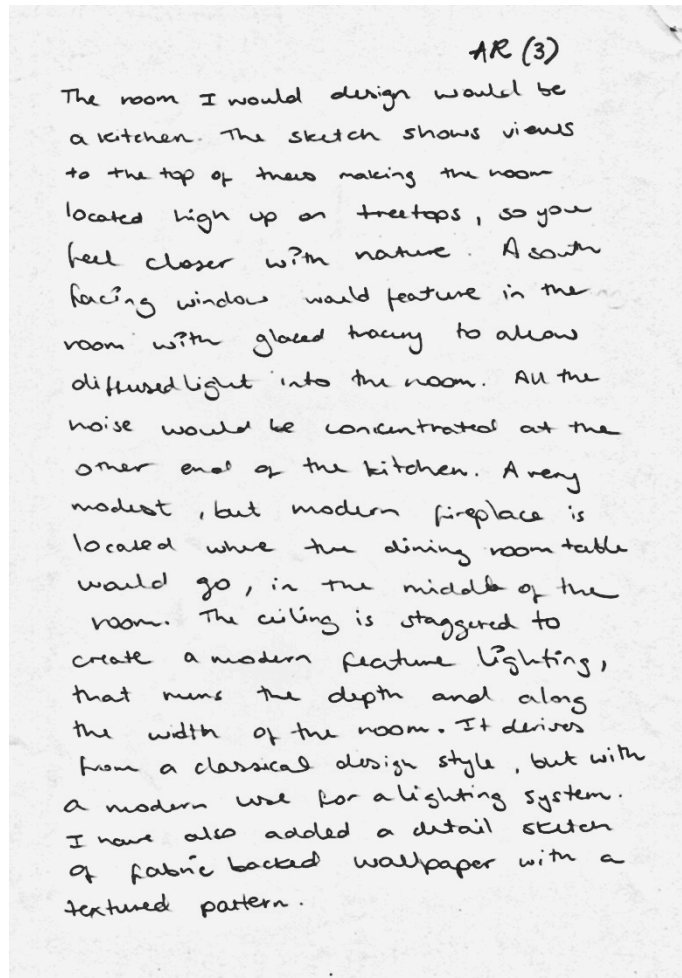 AR (3)
The room I would design would be
a kitchen. The sketch shows views
to the top of trees making the room
located high up on treetops, so you
feel closer with nature. A south
facing window would feature in the
room with glazed tracery to allow
diffused light into the room. All the
noise would be concentrated at the
other end of the kitchen. A very
modest, but modern fireplace is
located where the dining room table
would go, in the middle of the
room. The ceiling is staggered to
create a modern feature lighting,
that runs the depth and along
the width of the room. It derives
from a classical design style, but with
a modern use for a lighting system.
I have also added a detail sketch
of fabric backed wallpaper with a
textured pattern.